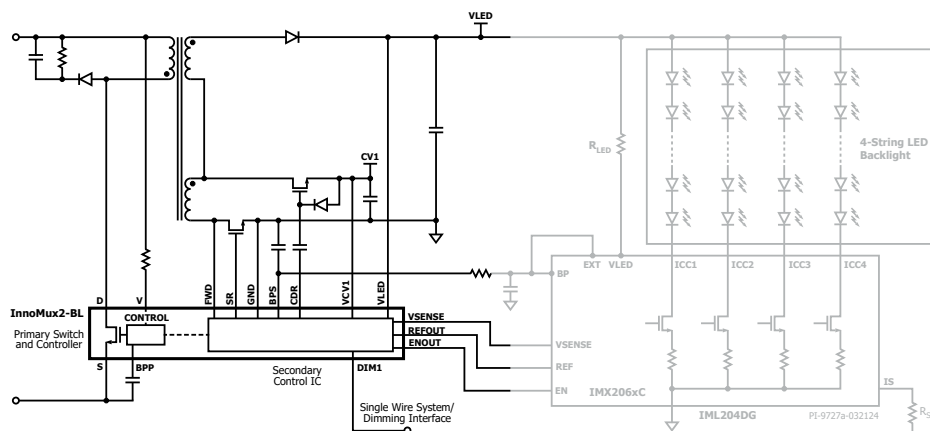 VLED
CV1
4-String LED
Backlight
RLED
EXT
VLED
ICC1
ICC2
ICC3
ICC4
BP
D
V
FWD
SR
GND
BPS
CDR
VCV1
VLED
InnoMux2-BL
CONTROL
Primary Switch
and Controller
S
BPP
Secondary
Control IC
VSENSE
REFOUT
ENOUT
DIM1
VSENSE
REF
EN
IMX206xC
IS
Single Wire System/
Dimming Interface
IML204DG
PI-9727a-032124